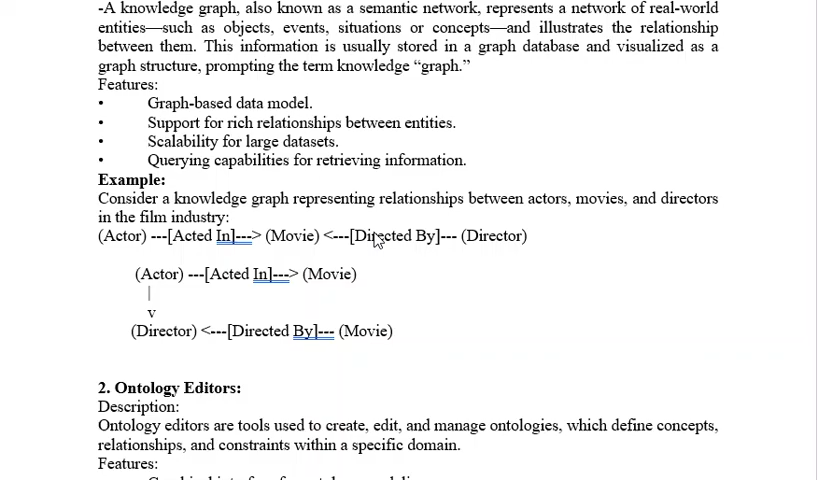 -A knowledge graph, also known as a semantic network, represents a network of real-world
entities—such as objects, events, situations or concepts—and illustrates the relationship
between them. This information is usually stored in a graph database and visualized as a
graph structure, prompting the term knowledge “graph.”
Features:
• Graph-based data model.
• Support for rich relationships between entities.
• Scalability for large datasets.
• Querying capabilities for retrieving information.
Example:
Consider a knowledge graph representing relationships between actors, movies, and directors
in the film industry:
(Actor) ---[Acted In]---> (Movie) <---[Directed By]--- (Director)
(Actor) ---[Acted In]---> (Movie)
|
v
(Director) <---[Directed By]--- (Movie)
2. Ontology Editors:
Description:
Ontology editors are tools used to create, edit, and manage ontologies, which define concepts,
relationships, and constraints within a specific domain.
Features: